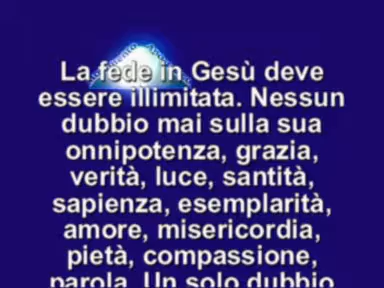 La fede in Gesù deve
essere illimitata. Nessun
dubbio mai sulla sua
onnipotenza, grazia,
verità, luce, santità,
sapienza, esemplarità,
amore, misericordia,
pietà, compassione,
parola. Un solo dubbio